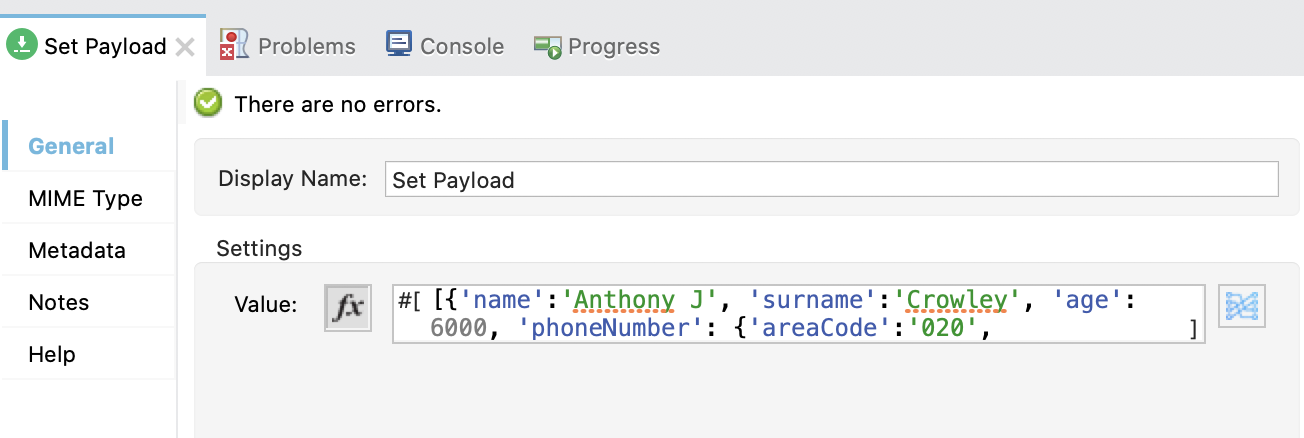 Set Payload Problems Console Progress
There are no errors.
General
Display Name: Set Payload
MIME Type
Metadata
Settings
Notes
Value: fx #[ [{'name':'Anthony J', 'surname':'Crowley', 'age':
6000, 'phoneNumber': {'areaCode':'020', ]
Help